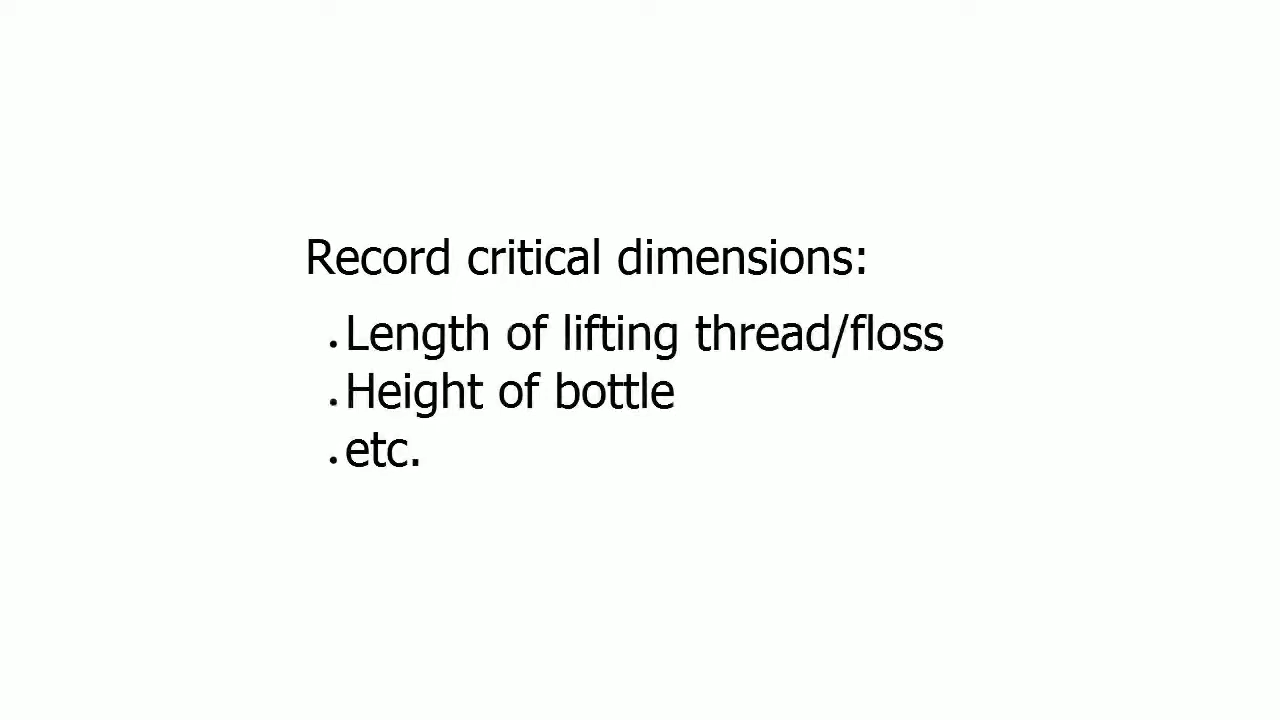 Record critical dimensions:
. Length of lifting thread/floss
. Height of bottle
. etc.